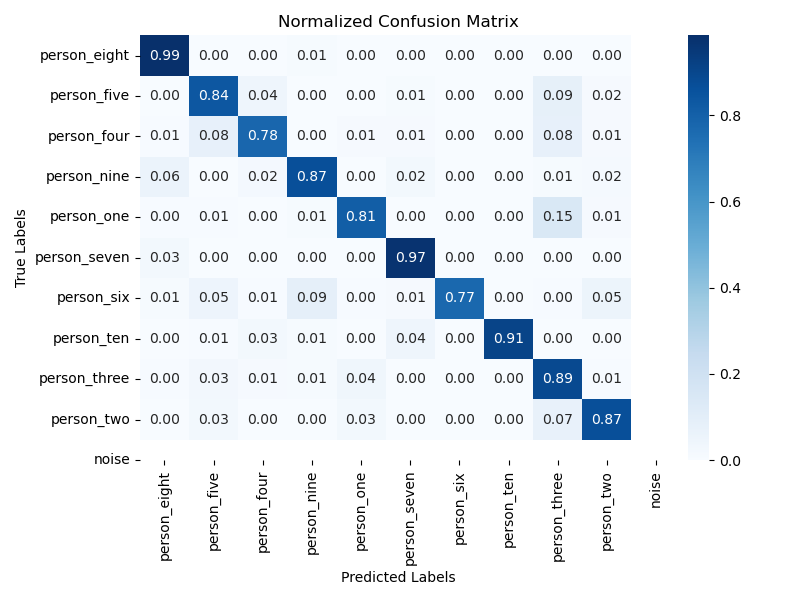 Normalized Confusion Matrix
person_eight 0.99 0.00 0.00 0.01 0.00 0.00 0.00 0.00 0.00 0.00
person_five 0.00 0.84 0.04 0.00 0.00 0.01 0.00 0.00 0.09 0.02
person_four 0.01 0.08 0.78 0.00 0.01 0.01 0.00 0.00 0.08 0.01
person_nine 0.06 0.00 0.02 0.87 0.00 0.02 0.00 0.00 0.01 0.02
person_one 0.00 0.01 0.00 0.01 0.81 0.00 0.00 0.00 0.15 0.01
person_seven 0.03 0.00 0.00 0.00 0.00 0.97 0.00 0.00 0.00 0.00
person_six 0.01 0.05 0.01 0.09 0.00 0.01 0.77 0.00 0.00 0.05
person_ten 0.00 0.01 0.03 0.01 0.00 0.04 0.00 0.91 0.00 0.00
person_three 0.00 0.03 0.01 0.01 0.04 0.00 0.00 0.00 0.89 0.01
person_two 0.00 0.03 0.00 0.00 0.03 0.00 0.00 0.00 0.07 0.87
noise
True Labels
person_eight
person_five
person_four
person_nine
person_one
person_seven
person_six
person_ten
person_three
person_two
noise
Predicted Labels
0.8
0.6
0.4
0.2
0.0